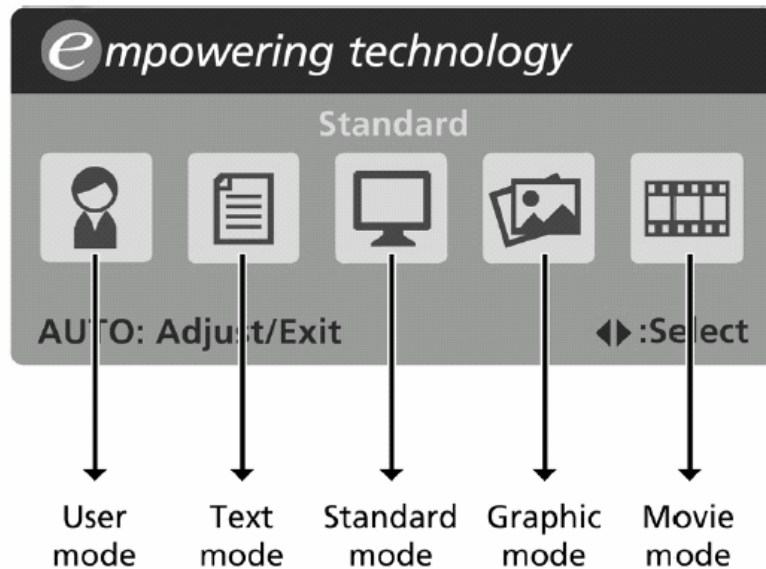 empowering technology
Standard
AUTO: Adjust/Exit :Select
User mode
Text mode
Standard mode
Graphic mode
Movie mode